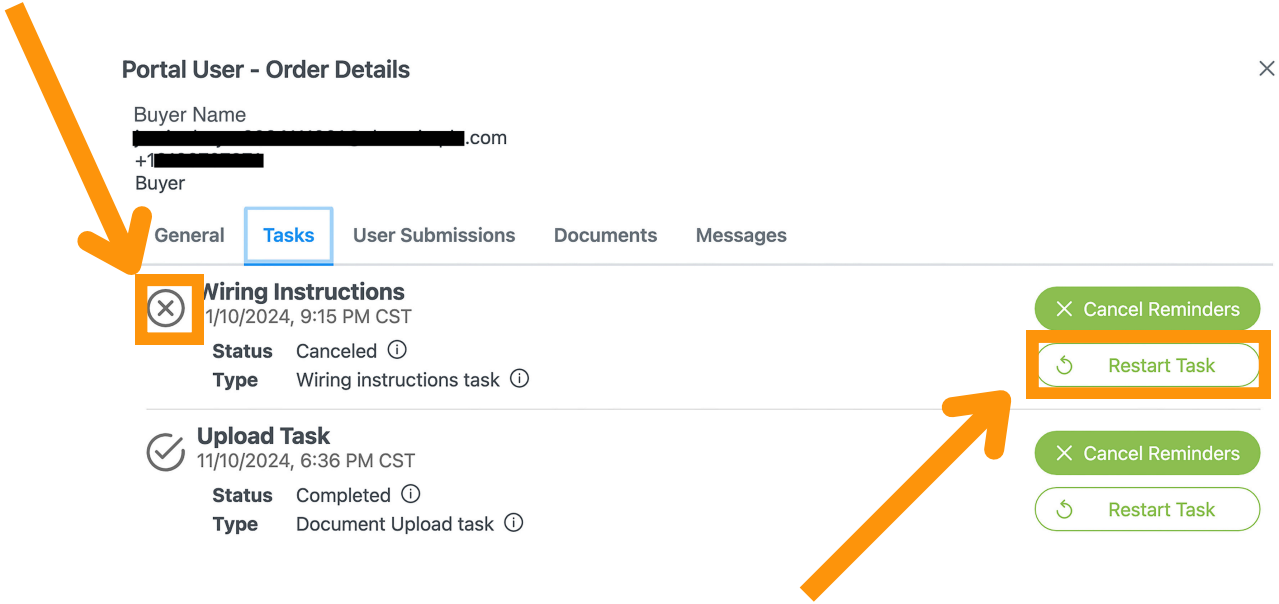 Portal User - Order Details
Buyer Name
.com
+1
Buyer
General Tasks User Submissions Documents Messages
Wiring Instructions
1/10/2024, 9:15 PM CST
Status Canceled
Type Wiring instructions task
Cancel Reminders
Restart Task
Upload Task
11/10/2024, 6:36 PM CST
Status Completed
Type Document Upload task
Cancel Reminders
Restart Task